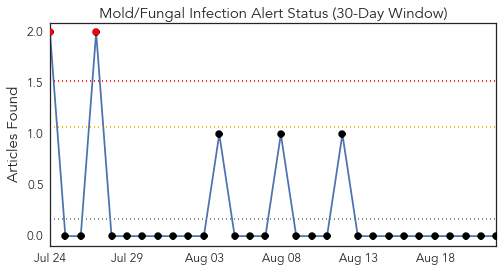 Mold/Fungal Infection Alert Status (30-Day Window)
Articles Found
2.0
1.5
1.0
0.5
0.0
Jul 24 Jul 29 Aug 03 Aug 08 Aug 13 Aug 18